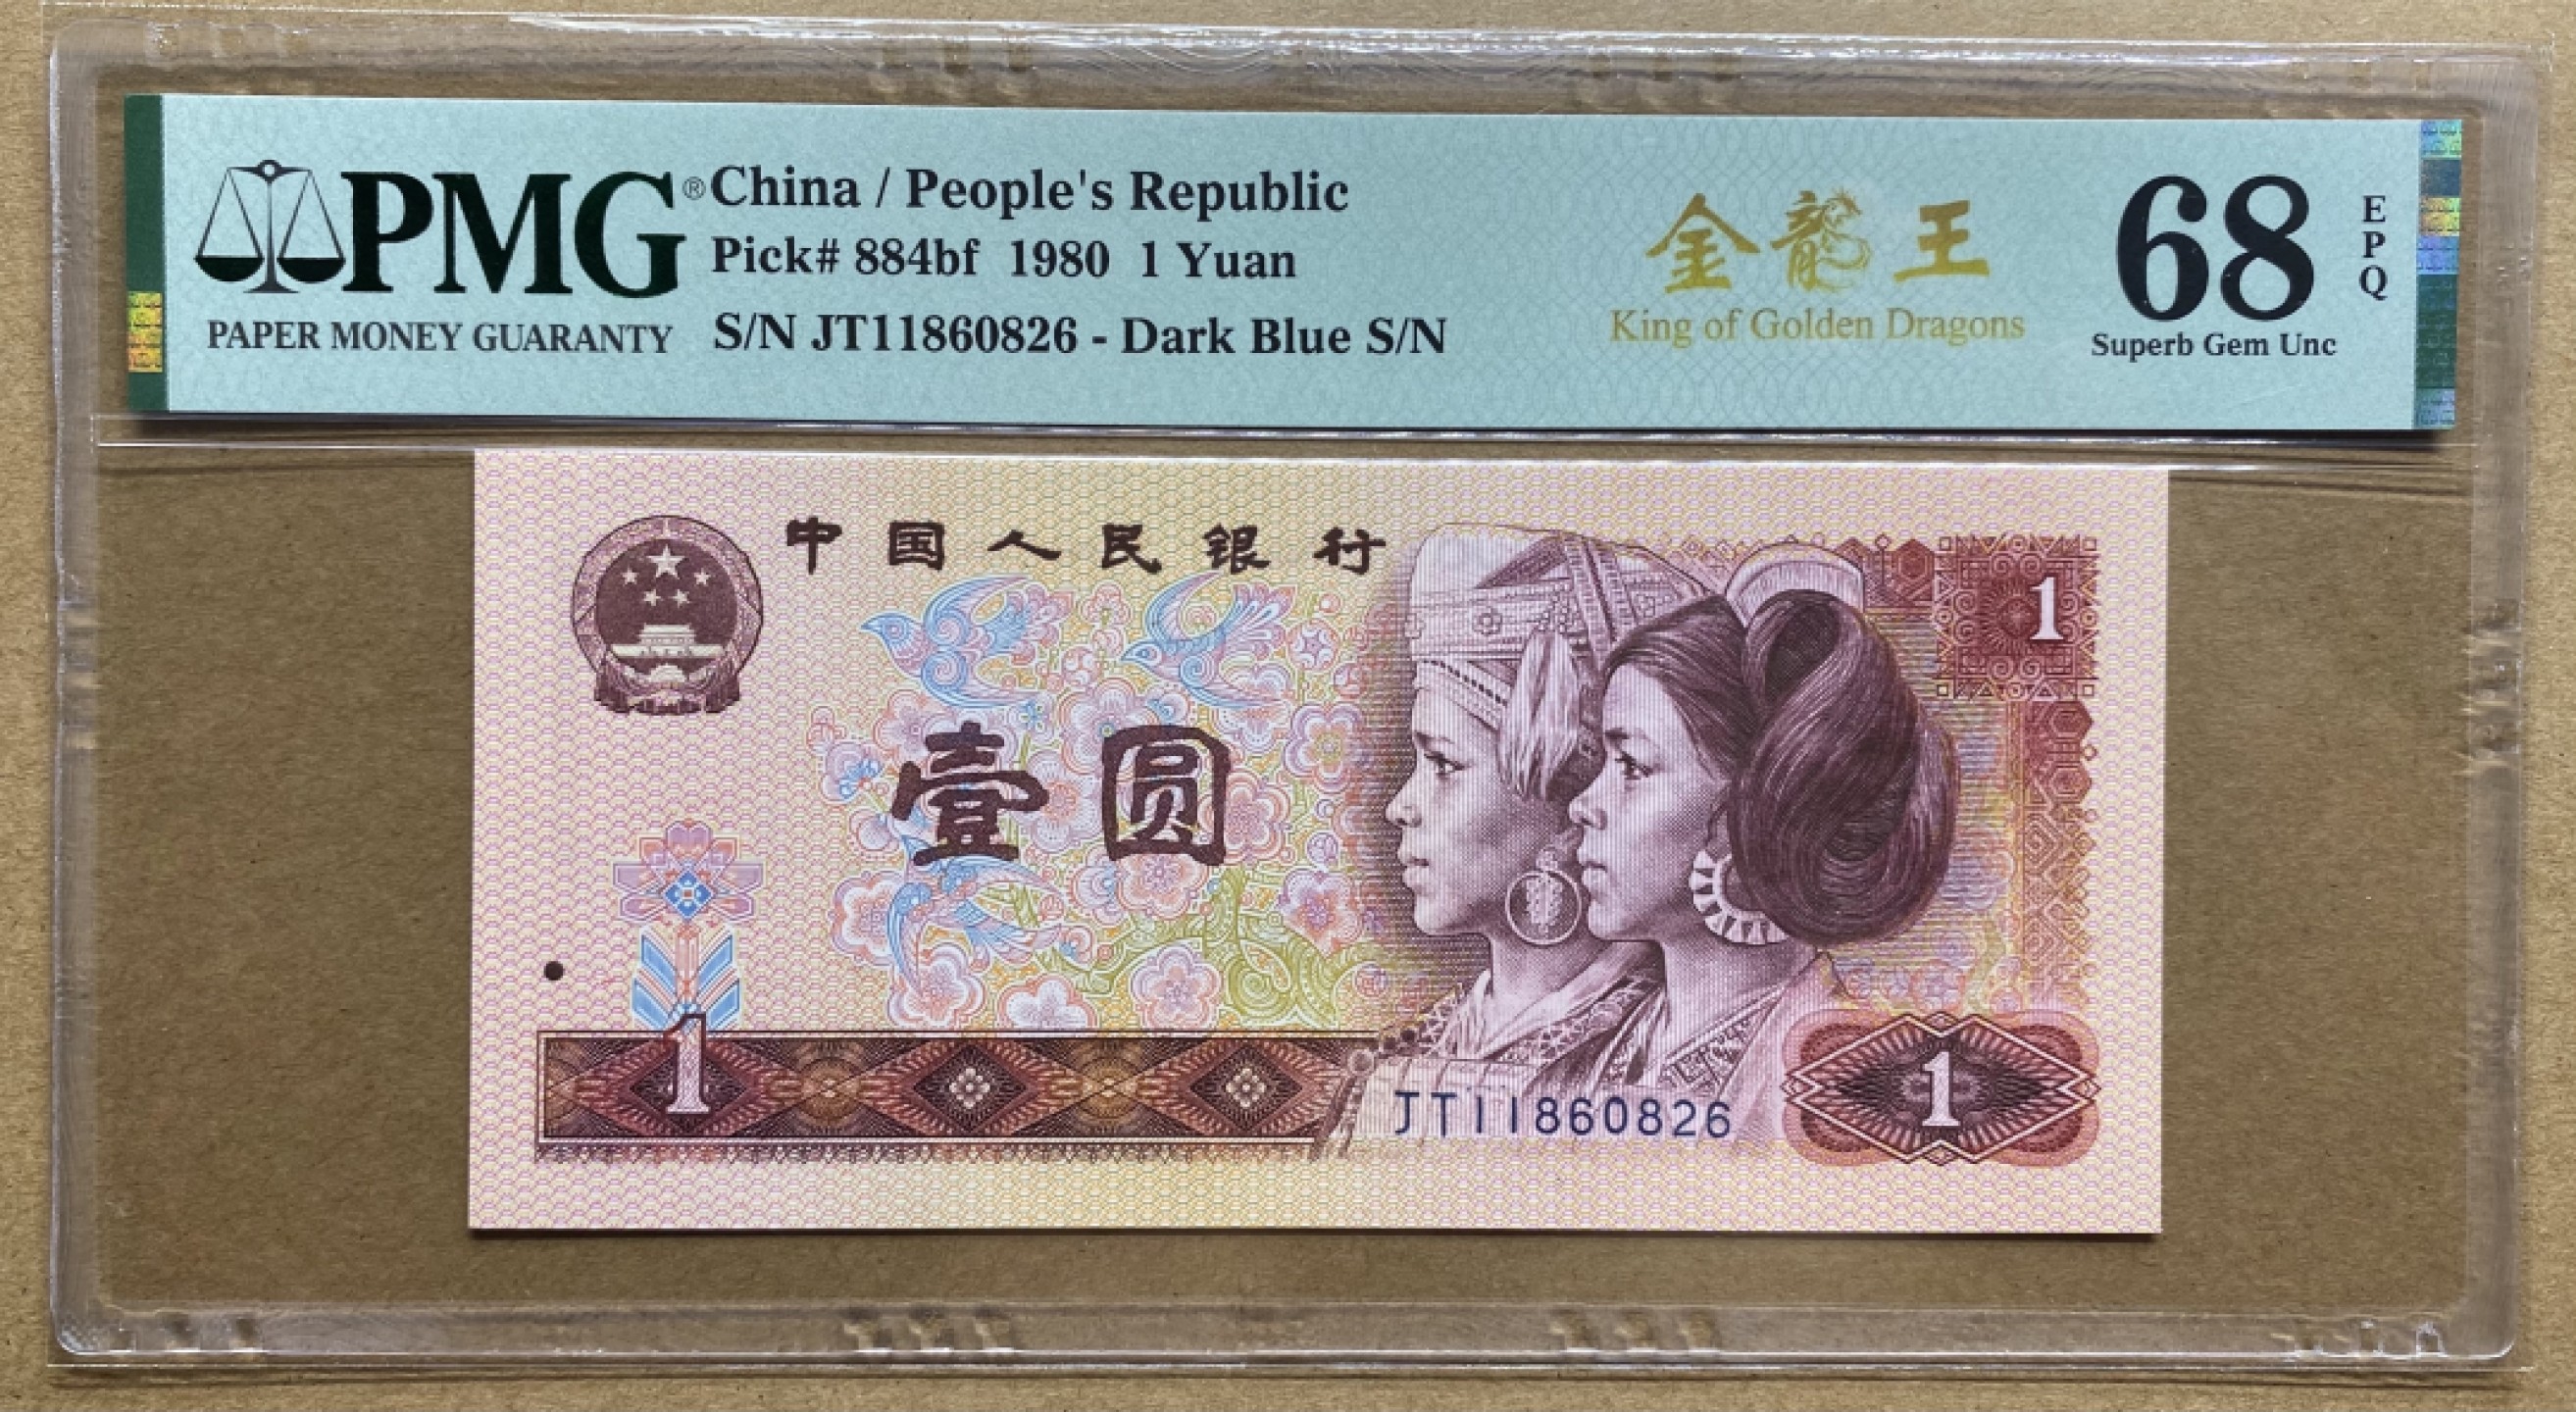 PMG®
PAPER MONEY GUARANTY
China / People's Republic
Pick# 884bf 1980 1 Yuan
S/N JT11860826 - Dark Blue S/N
金龍王
King of Golden Dragons
68
EPQ
Superb Gem Unc
中国人民银行
1
壹圆
1
JT11860826
1